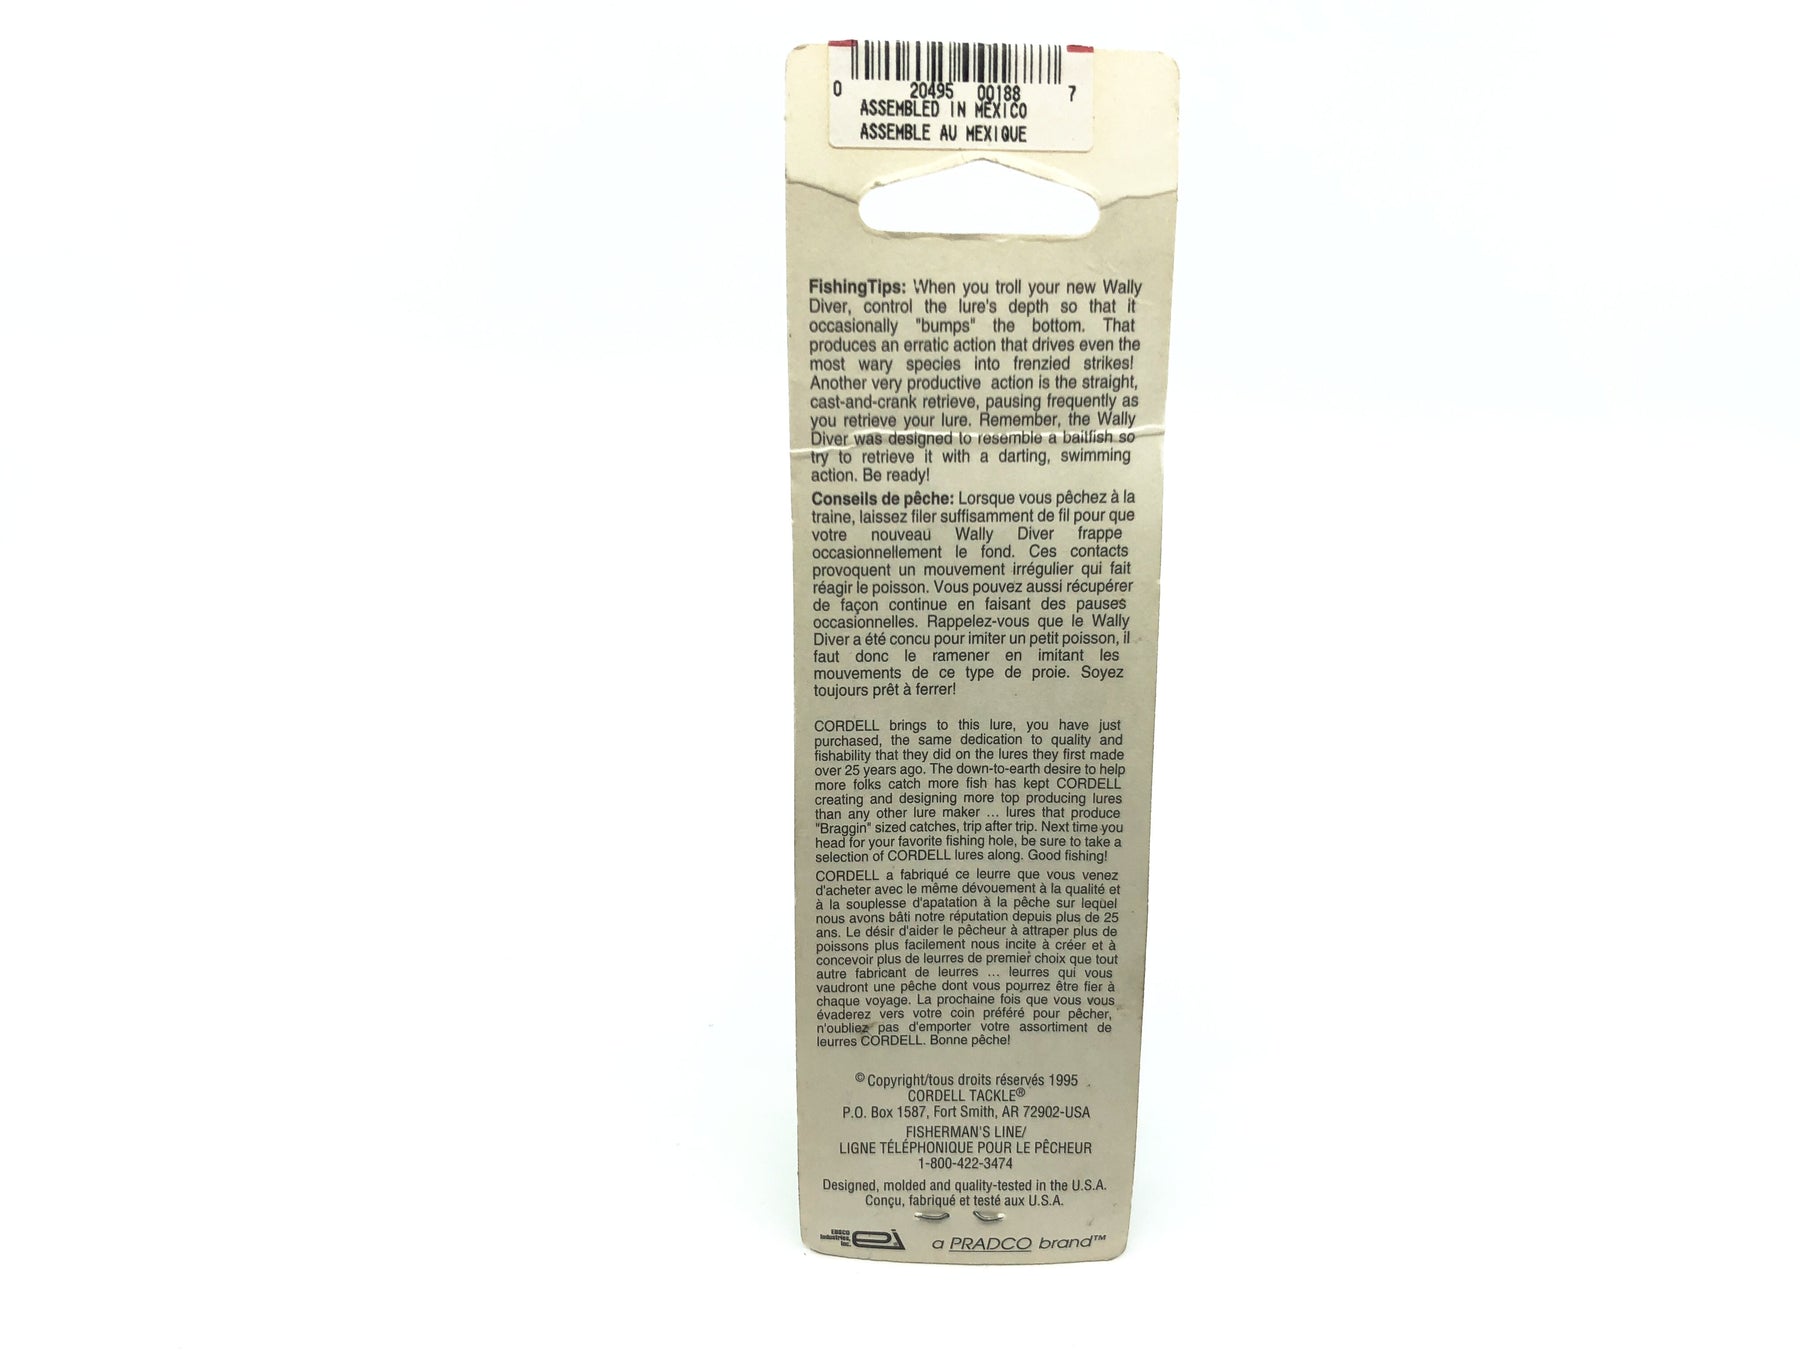 0 20495 00188 7
ASSEMBLED IN MEXICO
ASSEMBLE AU MEXIQUE
FishingTips: When you troll your new Wally
Diver, control the lure's depth so that it
occasionally "bumps" the bottom. That
produces an erratic action that drives even the
most wary species into frenzied strikes!
Another very productive action is the straight,
cast-and-crank retrieve, pausing frequently as
you retrieve your lure. Remember, the Wally
Diver was designed to resemble a baitfish so
try to retrieve it with a darting, swimming
action. Be ready!
Conseils de pêche: Lorsque vous pêchez à la
traine, laissez filer suffisamment de fil pour que
votre nouveau Wally Diver frappe
occasionnellement le fond. Ces contacts
provoquent un mouvement irrégulier qui fait
réagir le poisson. Vous pouvez aussi récupérer
de façon continue en faisant des pauses
occasionnelles. Rappelez-vous que le Wally
Diver a été concu pour imiter un petit poisson, il
faut donc le ramener en imitant les
mouvements de ce type de proie. Soyez
toujours prêt à ferrer!
CORDELL brings to this lure, you have just
purchased, the same dedication to quality and
fishability that they did on the lures they first made
over 25 years ago. The down-to-earth desire to help
more folks catch more fish has kept CORDELL
creating and designing more top producing lures
than any other lure maker ... lures that produce
"Braggin" sized catches, trip after trip. Next time you
head for your favorite fishing hole, be sure to take a
selection of CORDELL lures along. Good fishing!
CORDELL a fabriqué ce leurre que vous venez
d'acheter avec le même dévouement à la qualité et
à la souplesse d'apatation à la pêche sur lequel
nous avons bâti notre réputation depuis plus de 25
ans. Le désir d'aider le pêcheur à attraper plus de
poissons plus facilement nous incite à créer et à
concevoir plus de leurres de premier choix que tout
autre fabricant de leurres ... leurres qui vous
vaudront une pêche dont vous pourrez être fier à
chaque voyage. La prochaine fois que vous vous
évaderez vers votre coin préféré pour pêcher,
n'oubliez pas d'emporter votre assortiment de
leurres CORDELL. Bonne pêche!
© Copyright/tous droits réservés 1995
CORDELL TACKLE®
P.O. Box 1587, Fort Smith, AR 72902-USA
FISHERMAN'S LINE/
LIGNE TÉLÉPHONIQUE POUR LE PÊCHEUR
1-800-422-3474
Designed, molded and quality-tested in the U.S.A.
Conçu, fabriqué et testé aux U.S.A.
EBSCO
Industries,
Inc.
ei
a PRADCO brand™